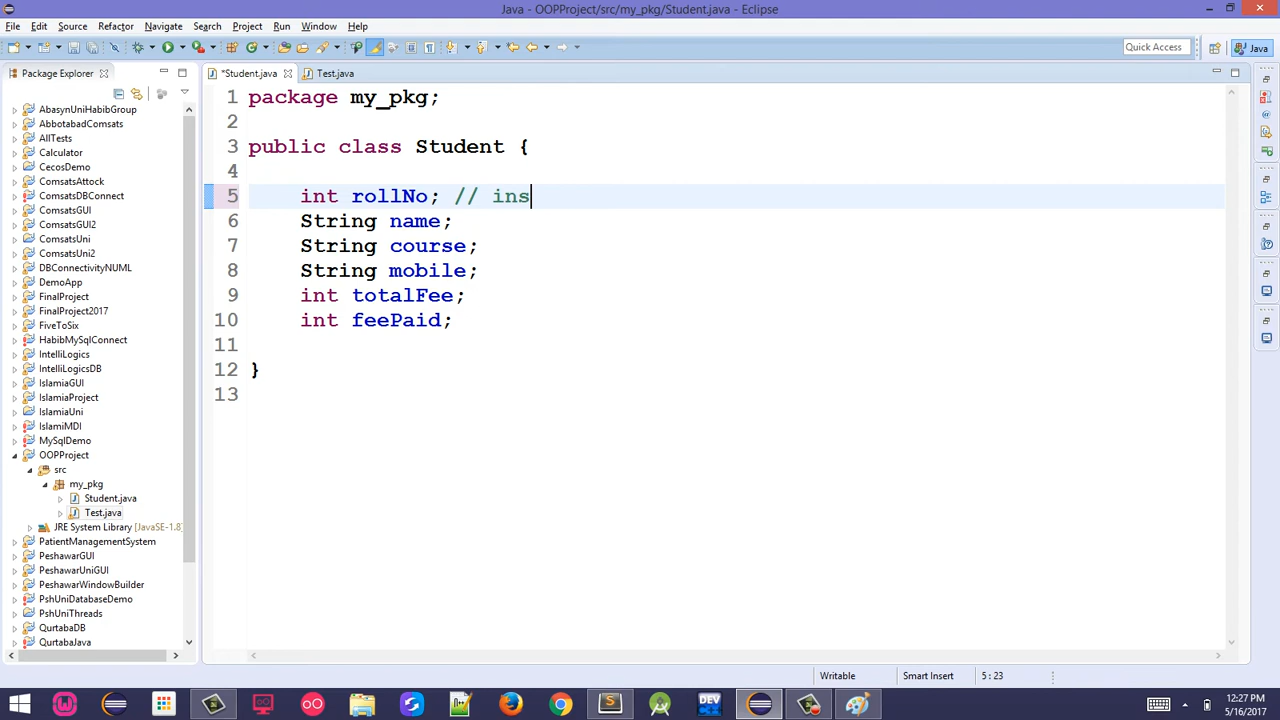 Java - OOPProject/src/my_pkg/Student.java - Eclipse
File Edit Source Refactor Navigate Search Project Run Window Help
Quick Access Java
Package Explorer
*Student.java Test.java
AbasynUniHabibGroup
AbbotabadComsats
AllTests
Calculator
CecosDemo
ComsatsAttock
ComsatsDBConnect
ComsatsGUI
ComsatsGUI2
ComsatsUni
ComsatsUni2
DBConnectivityNUML
DemoApp
FinalProject
FinalProject2017
FiveToSix
HabibMySqlConnect
IntelliLogics
IntelliLogicsDB
IslamiaGUI
IslamiaProject
IslamiaUni
IslamiMDI
MySqlDemo
OOPProject
src
my_pkg
Student.java
Test.java
JRE System Library [JavaSE-1.8]
PatientManagementSystem
PeshawarGUI
PeshawarUniGUI
PeshawarWindowBuilder
PshUniDatabaseDemo
PshUniThreads
QurtabaDB
QurtabaJava
1 package my_pkg;
2
3 public class Student {
4
5 int rollNo; // ins
6 String name;
7 String course;
8 String mobile;
9 int totalFee;
10 int feePaid;
11
12 }
13
Writable Smart Insert 5 : 23
DEV
12:27 PM
5/16/2017